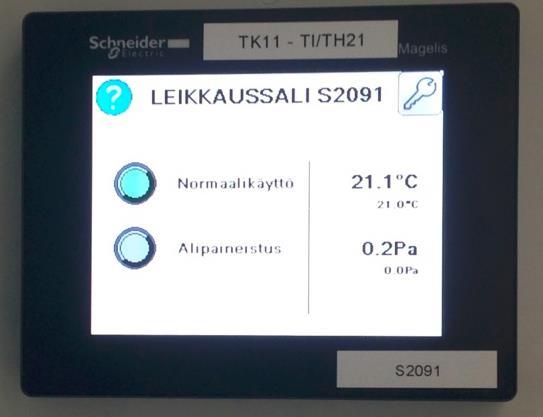 Schneider
Electric
TK11 - TI/TH21
Magelis
? LEIKKAUSSALI S2091
Normaalikäyttö 21.1°C
21.0°C
Alipaineistus 0.2Pa
0.0Pa
S2091